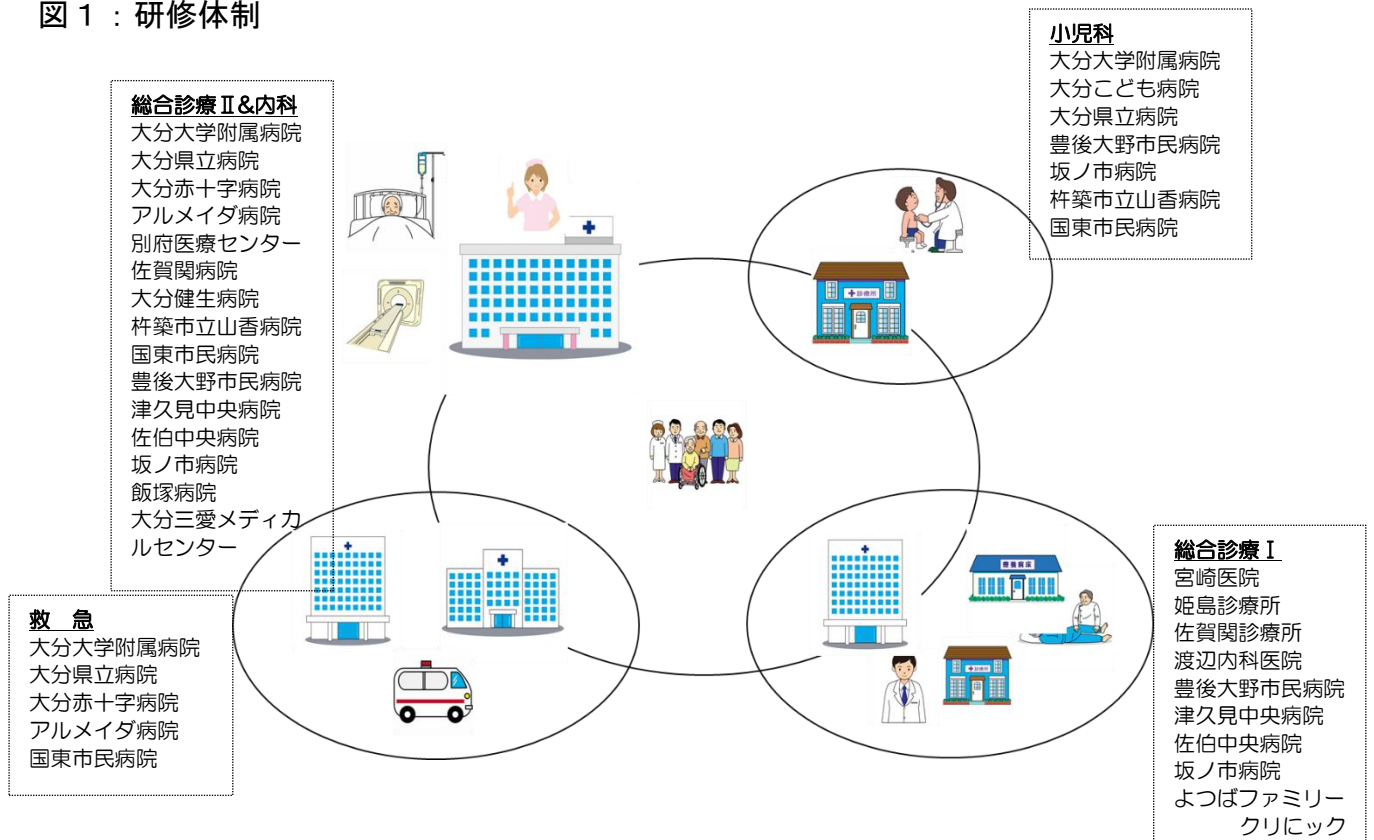 図1：研修体制
総合診療Ⅱ&内科
大分大学附属病院
大分県立病院
大分赤十字病院
アルメイダ病院
別府医療センター
佐賀関病院
大分健生病院
杵築市立山香病院
国東市民病院
豊後大野市民病院
津久見中央病院
佐伯中央病院
坂ノ市病院
飯塚病院
大分三愛メディカ
ルセンター
小児科
大分大学附属病院
大分こども病院
大分県立病院
豊後大野市民病院
坂ノ市病院
杵築市立山香病院
国東市民病院
診療所
救　急
大分大学附属病院
大分県立病院
大分赤十字病院
アルメイダ病院
国東市民病院
療養病床
診療所
総合診療Ⅰ
宮崎医院
姫島診療所
佐賀関診療所
渡辺内科医院
豊後大野市民病院
津久見中央病院
佐伯中央病院
坂ノ市病院
よつばファミリー
クリにック